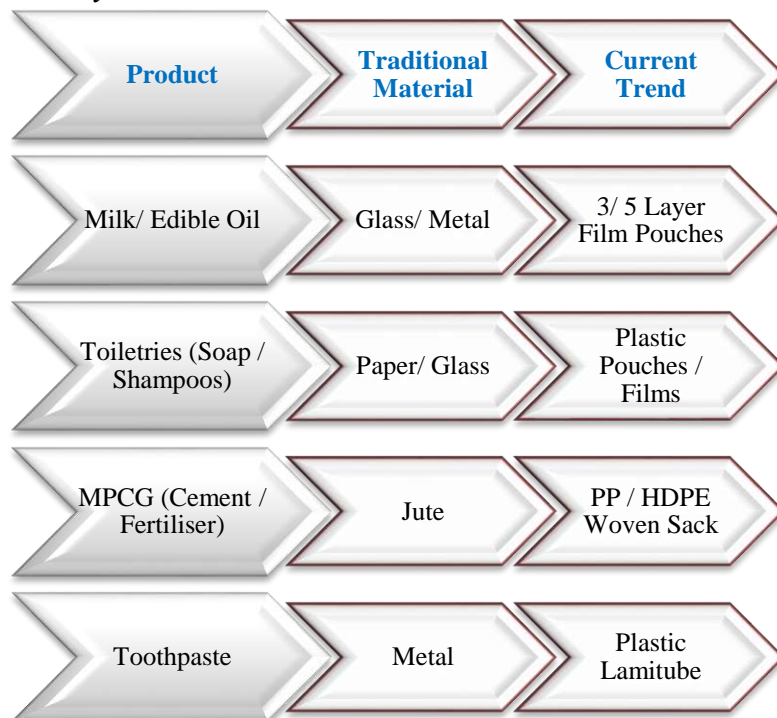 Product
Traditional
Material
Current
Trend
Milk/ Edible Oil
Glass/ Metal
3/ 5 Layer
Film Pouches
Toiletries (Soap /
Shampoos)
Paper/ Glass
Plastic
Pouches /
Films
MPCG (Cement /
Fertiliser)
Jute
PP / HDPE
Woven Sack
Toothpaste
Metal
Plastic
Lamitube